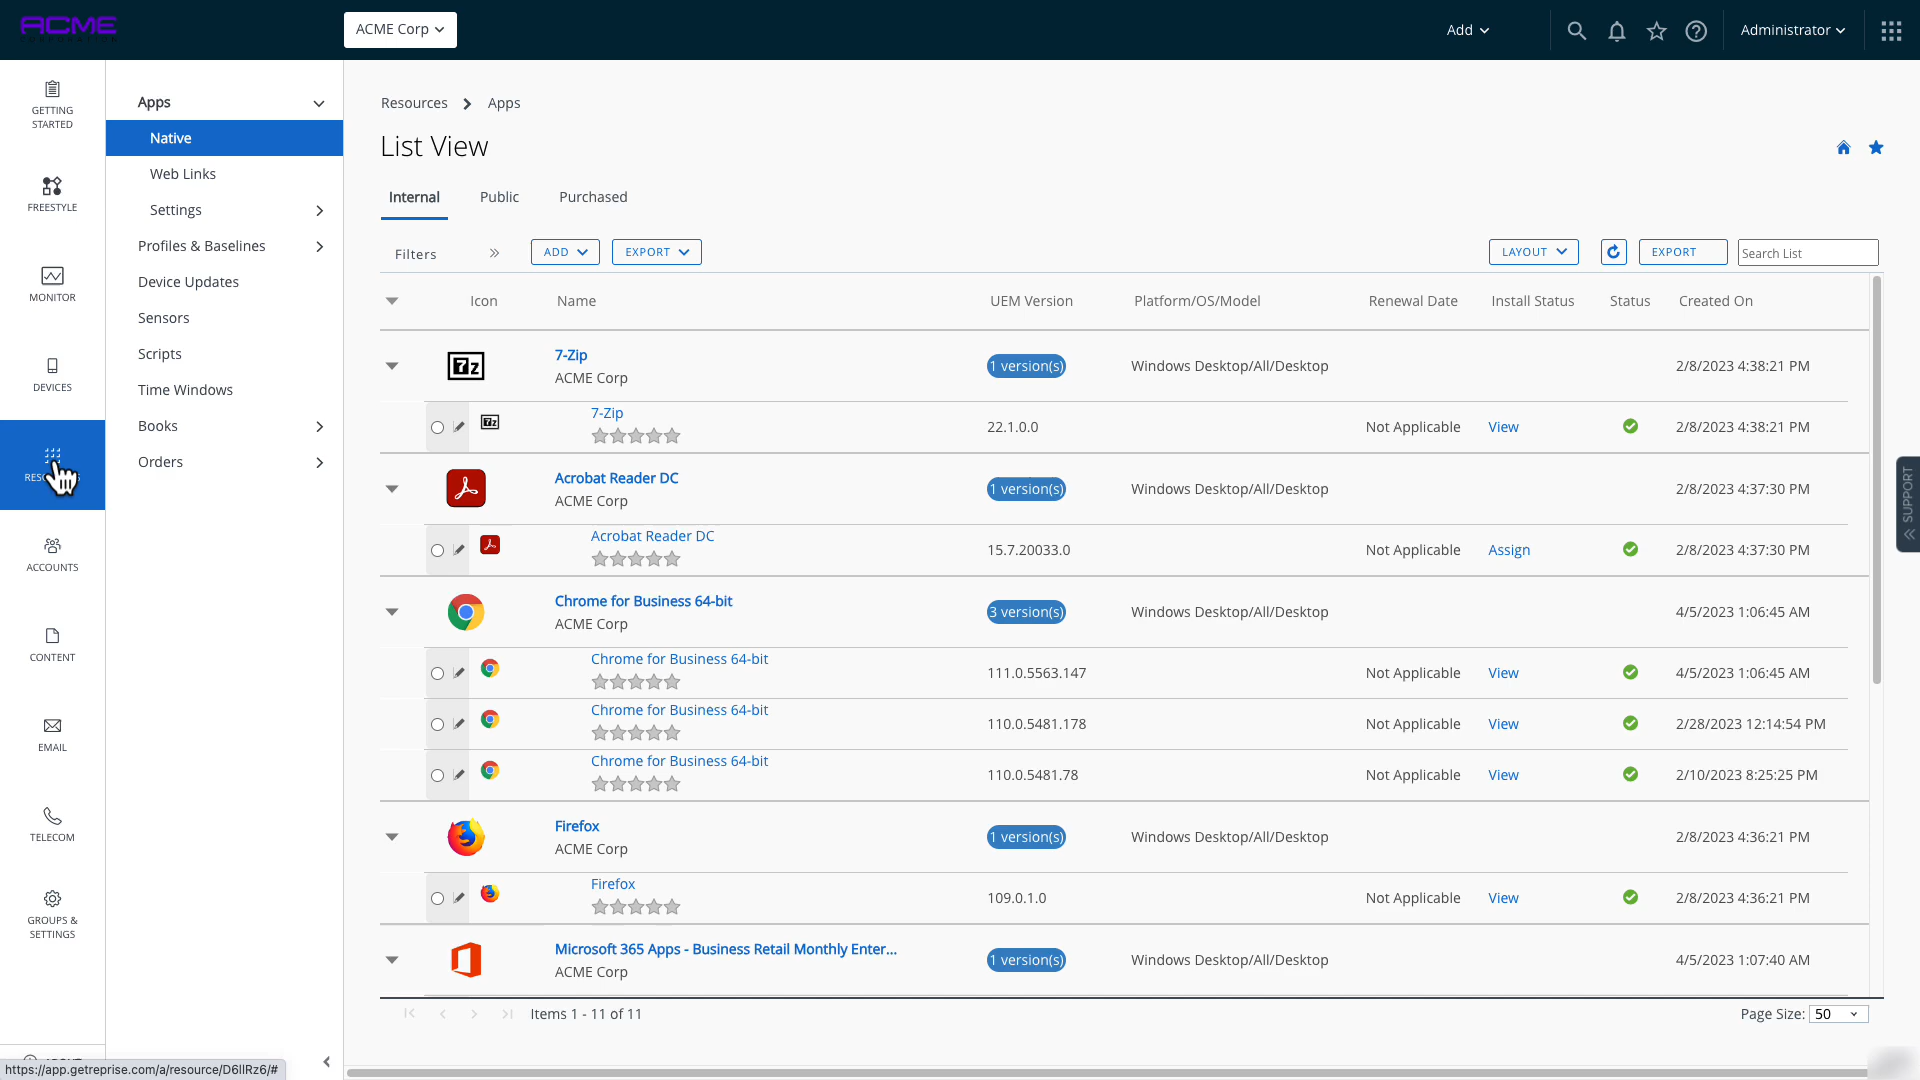 ACME
ACME Corp
Add
Administrator
GETTING
STARTED
FREESTYLE
MONITOR
DEVICES
ACCOUNTS
CONTENT
EMAIL
TELECOM
GROUPS &
SETTINGS
https://app.getreprise.com/a/resource/D6llRz6/#
Apps
Native
Web Links
Settings
Profiles & Baselines
Device Updates
Sensors
Scripts
Time Windows
Books
Orders
Resources Apps
List View
Internal Public Purchased
Filters ADD EXPORT LAYOUT EXPORT Search List
Icon Name UEM Version Platform/OS/Model Renewal Date Install Status Status Created On
7-Zip
ACME Corp
1 version(s) Windows Desktop/All/Desktop 2/8/2023 4:38:21 PM
7-Zip
22.1.0.0 Not Applicable View 2/8/2023 4:38:21 PM
Acrobat Reader DC
ACME Corp
1 version(s) Windows Desktop/All/Desktop 2/8/2023 4:37:30 PM
Acrobat Reader DC
15.7.20033.0 Not Applicable Assign 2/8/2023 4:37:30 PM
Chrome for Business 64-bit
ACME Corp
3 version(s) Windows Desktop/All/Desktop 4/5/2023 1:06:45 AM
Chrome for Business 64-bit
111.0.5563.147 Not Applicable View 4/5/2023 1:06:45 AM
Chrome for Business 64-bit
110.0.5481.178 Not Applicable View 2/28/2023 12:14:54 PM
Chrome for Business 64-bit
110.0.5481.78 Not Applicable View 2/10/2023 8:25:25 PM
Firefox
ACME Corp
1 version(s) Windows Desktop/All/Desktop 2/8/2023 4:36:21 PM
Firefox
109.0.1.0 Not Applicable View 2/8/2023 4:36:21 PM
Microsoft 365 Apps - Business Retail Monthly Enter...
ACME Corp
1 version(s) Windows Desktop/All/Desktop 4/5/2023 1:07:40 AM
Items 1 - 11 of 11
Page Size: 50
SUPPORT